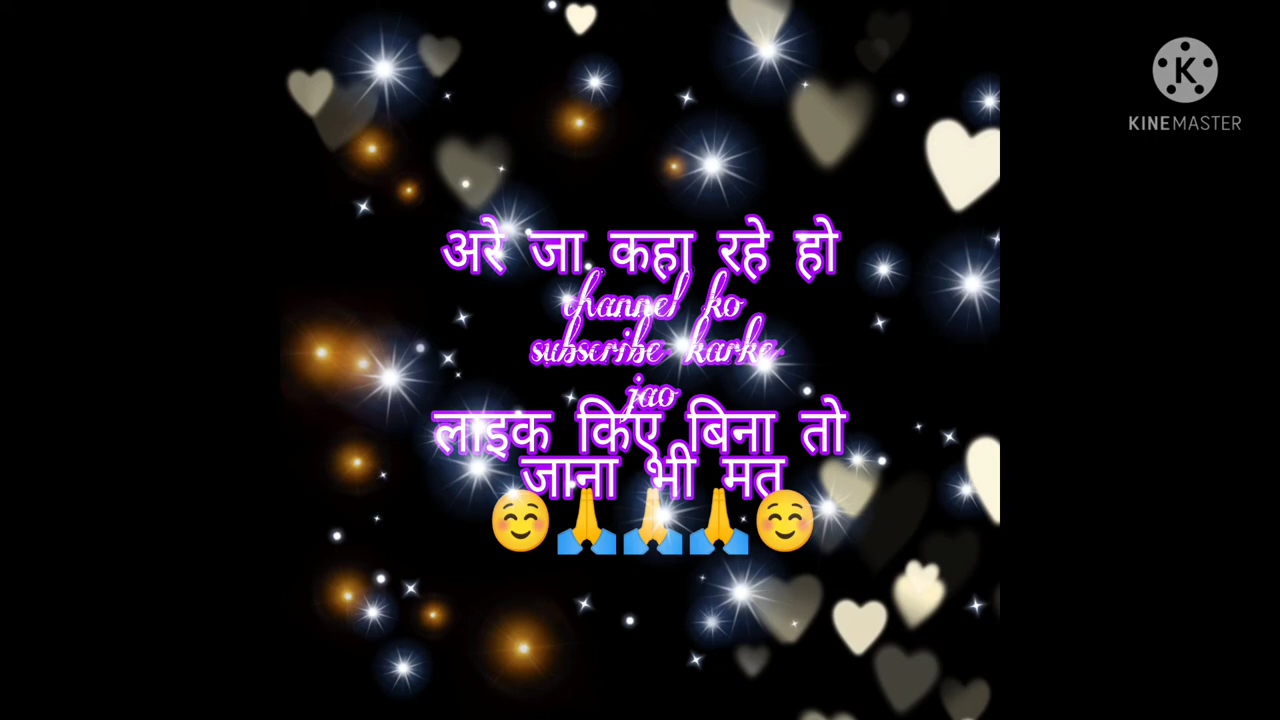 KINEMASTER
अरे जा कहा रहे हो
channel ko
subscribe karke
jao
लाइक किए बिना तो
जाना भी मत
☺️🙏🙏🙏☺️